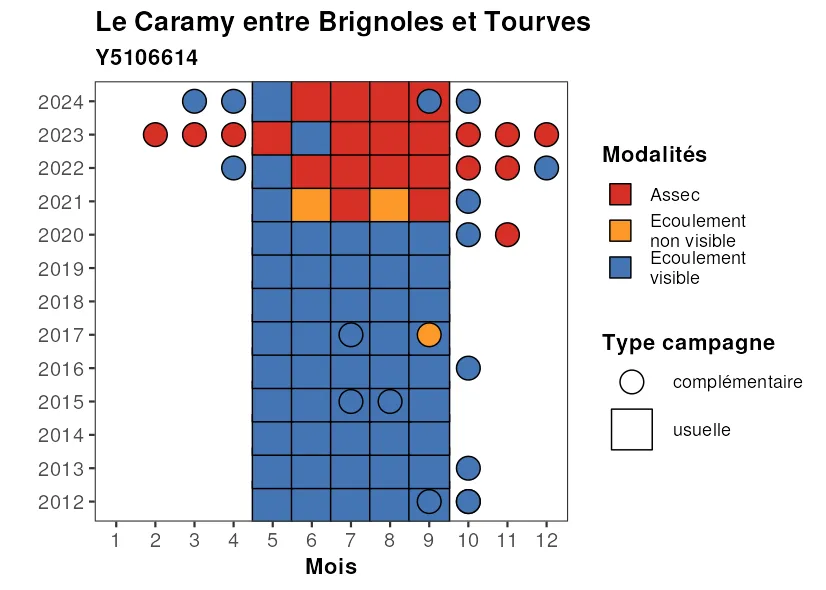 Le Caramy entre Brignoles et Tourves
Y5106614
2024
2023
2022
2021
2020
2019
2018
2017
2016
2015
2014
2013
2012
1 2 3 4 5 6 7 8 9 10 11 12
Mois
Modalités
Assec
Ecoulement
non visible
Ecoulement
visible
Type campagne
complémentaire
usuelle